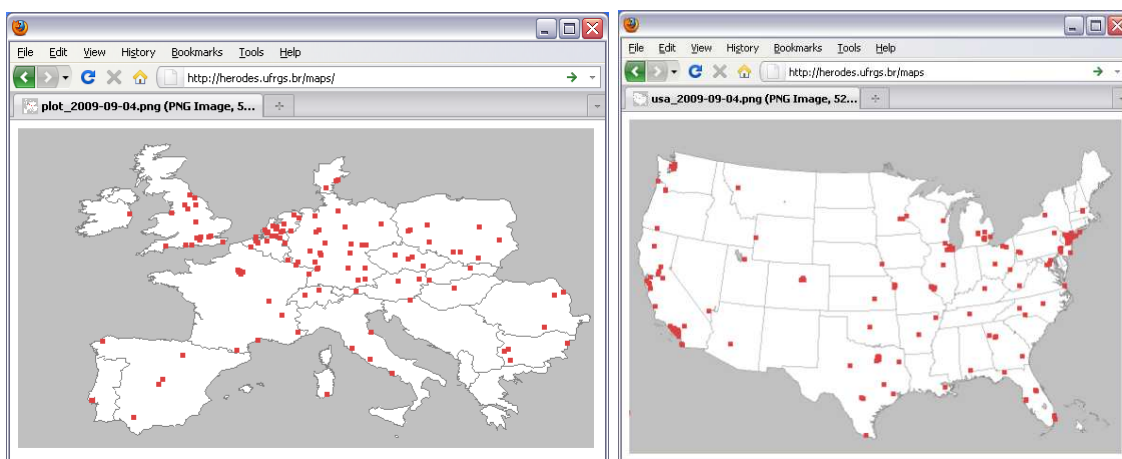 File Edit View History Bookmarks Tools Help
http://herodes.ufrgs.br/maps/
plot_2009-09-04.png (PNG Image, 5...
File Edit View History Bookmarks Tools Help
http://herodes.ufrgs.br/maps
usa_2009-09-04.png (PNG Image, 52...